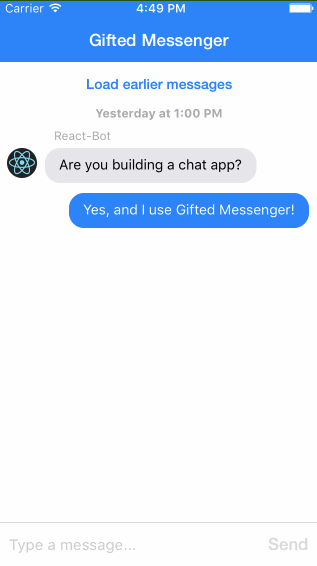 Carrier 4:49 PM
Gifted Messenger
Load earlier messages
Yesterday at 1:00 PM
React-Bot
Are you building a chat app?
Yes, and I use Gifted Messenger!
Type a message... Send